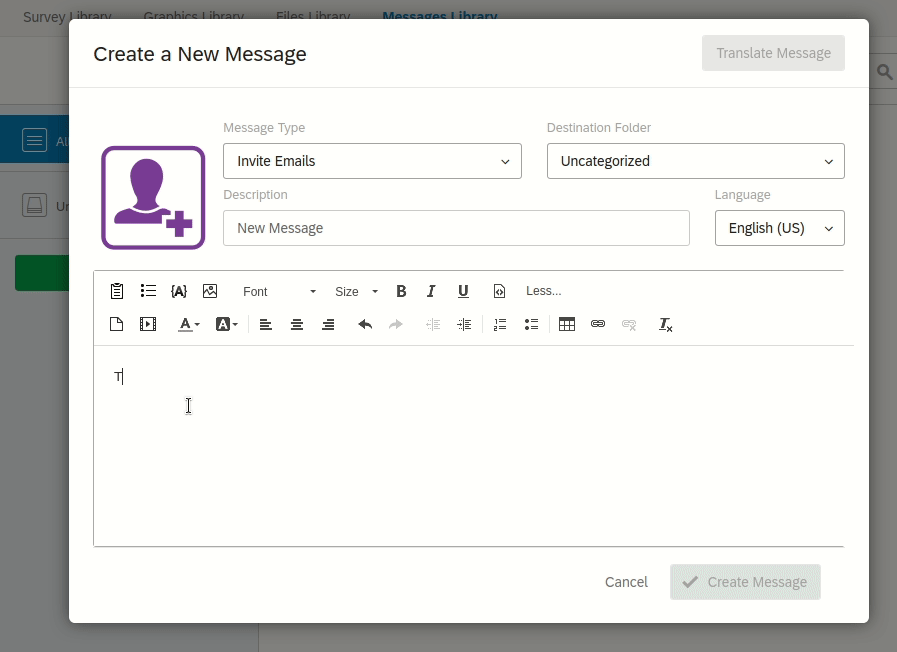 Survey Library Graphics Library Files Library Messages Library
Create a New Message
Translate Message
Message Type
Destination Folder
Invite Emails
Uncategorized
Description
Language
New Message
English (US)
{A}
Font
Size
B I U
Less...
A A
T
Cancel
Create Message